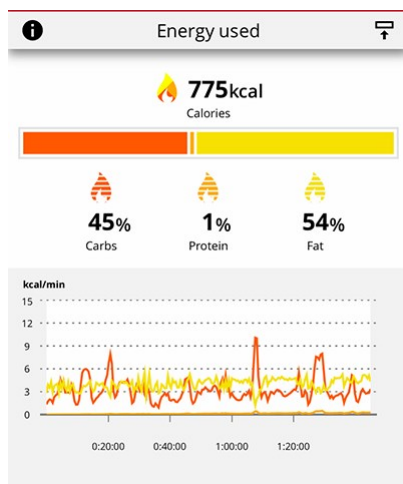 Energy used
775kcal
Calories
45% 1% 54%
Carbs Protein Fat
kcal/min
15
12
9
6
3
0
0:20:00 0:40:00 1:00:00 1:20:00